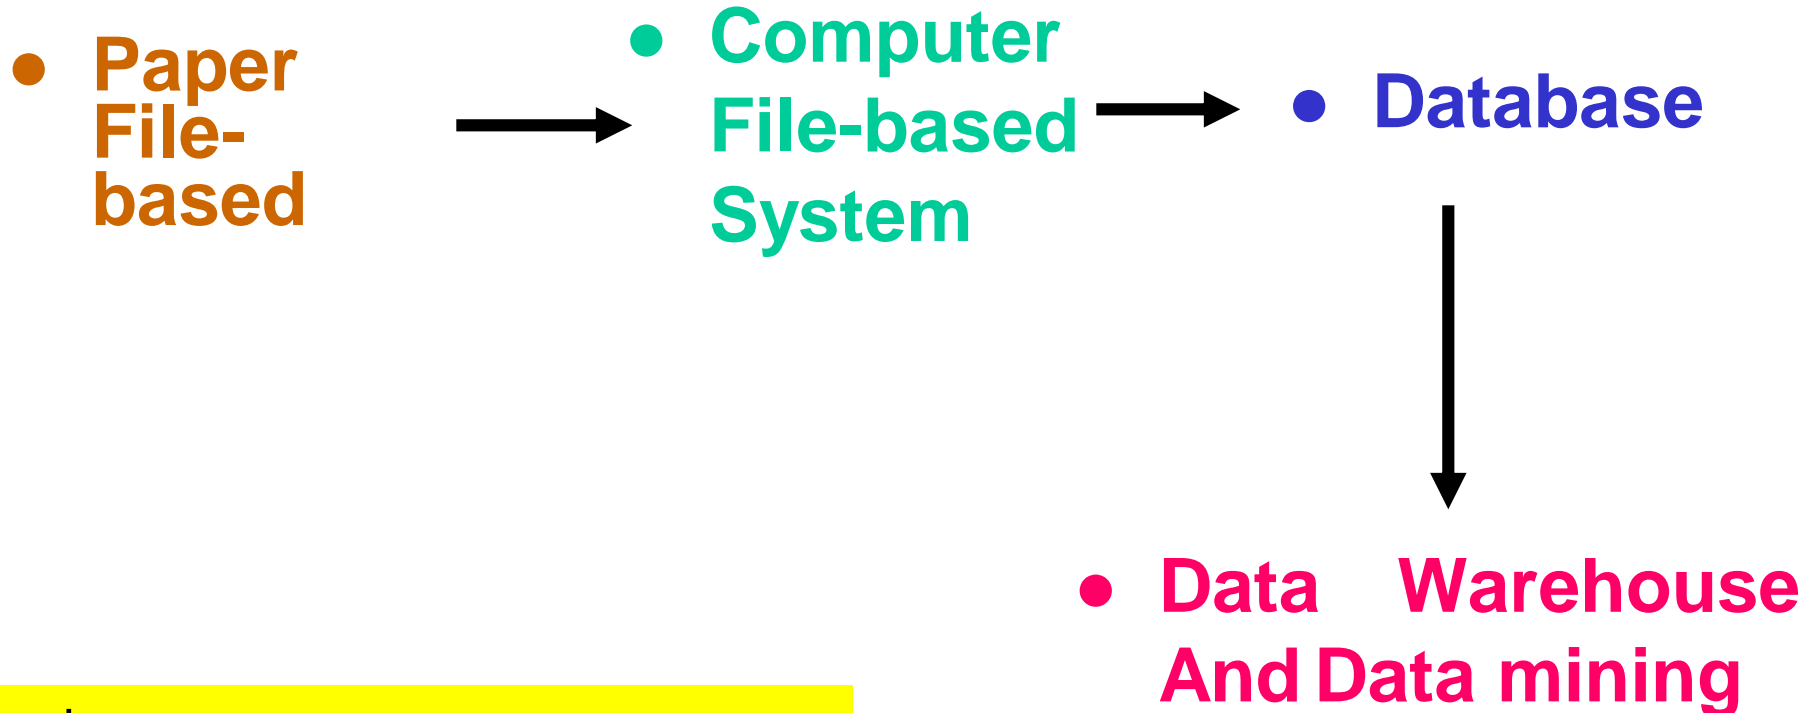 ● Paper
File-
based
● Computer
File-based
System
● Database
● Data Warehouse
And Data mining